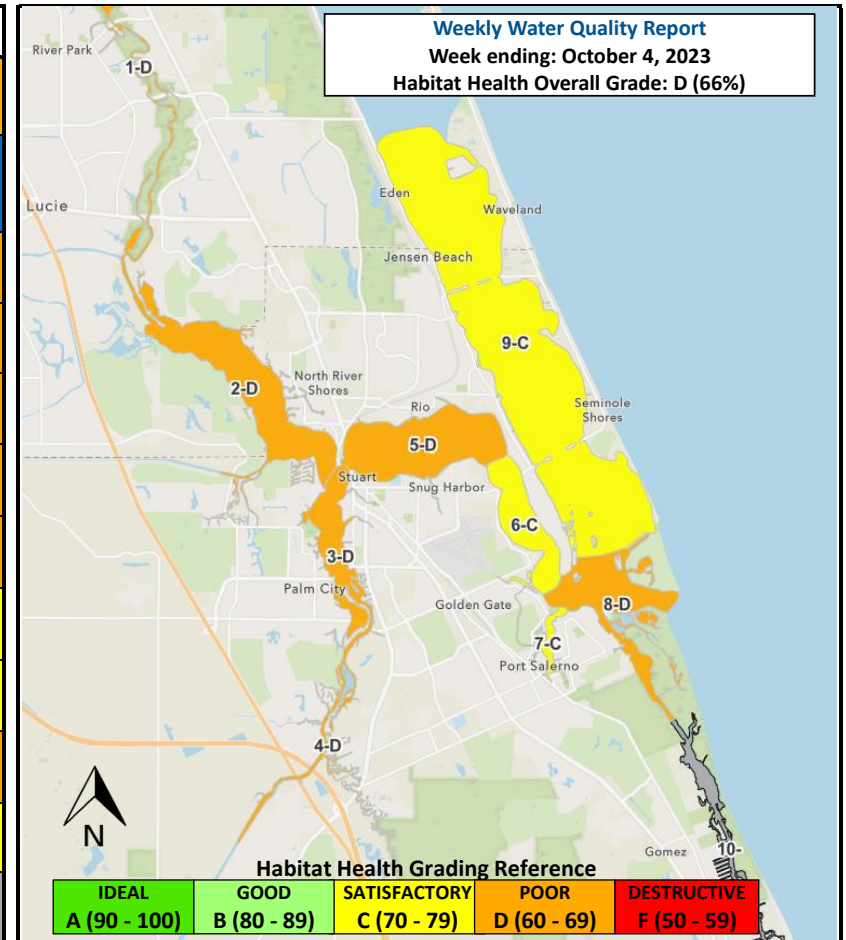 Weekly Water Quality Report
Week ending: October 4, 2023
Habitat Health Overall Grade: D (66%)
River Park
1-D
Lucie
Eden
Waveland
Jensen Beach
9-C
2-D
North River
Shores
Rio
Seminole
Shores
5-D
Stuart
Snug Harbor
6-C
3-D
Palm City
Golden Gate
8-D
7-C
Port Salerno
4-D
N
Gomez
10-
Habitat Health Grading Reference
IDEAL GOOD SATISFACTORY POOR DESTRUCTIVE
A (90 - 100) B (80 - 89) C (70 - 79) D (60 - 69) F (50 - 59)